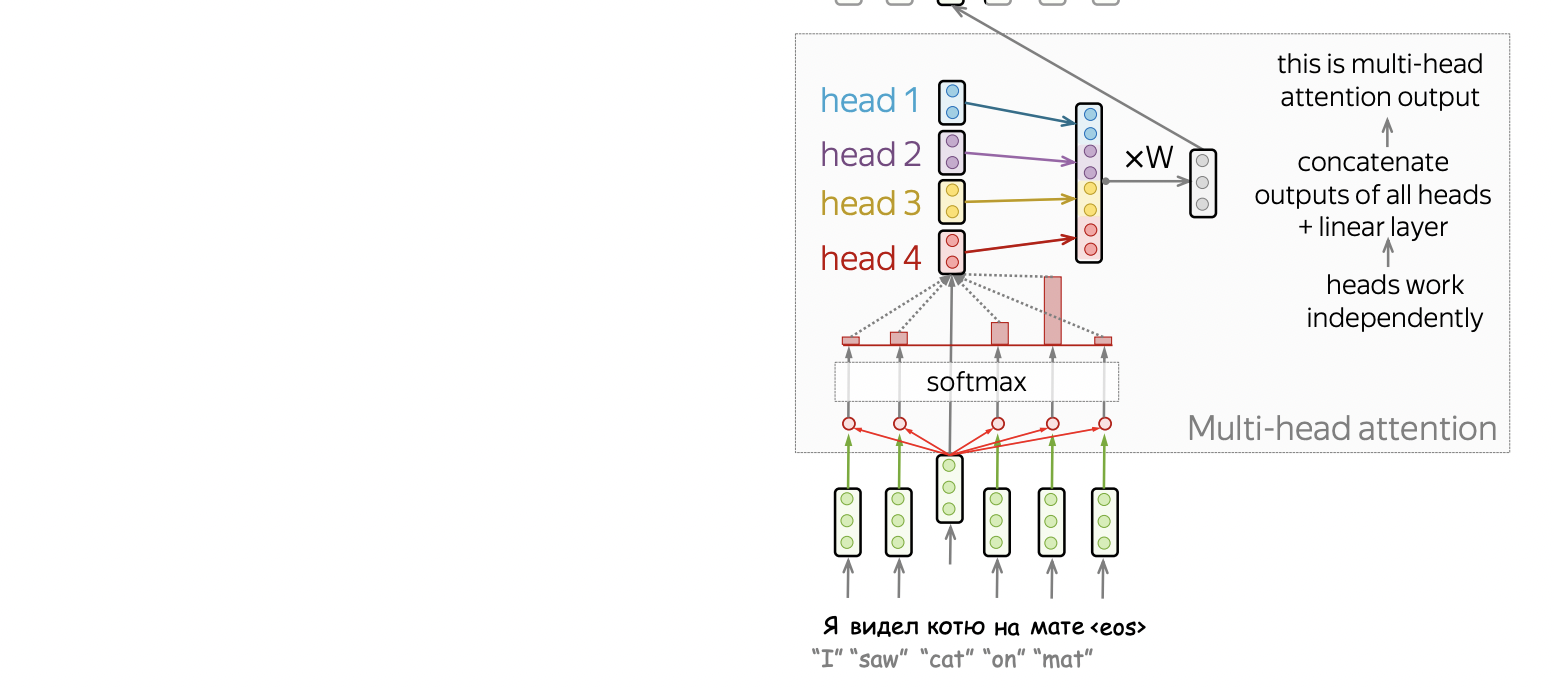 this is multi-head
attention output
head 1
head 2
head 3
head 4
×W
concatenate
outputs of all heads
+ linear layer
heads work
independently
softmax
Multi-head attention
Я видел котю на мате <eos>
“I” “saw” “cat” “on” “mat”